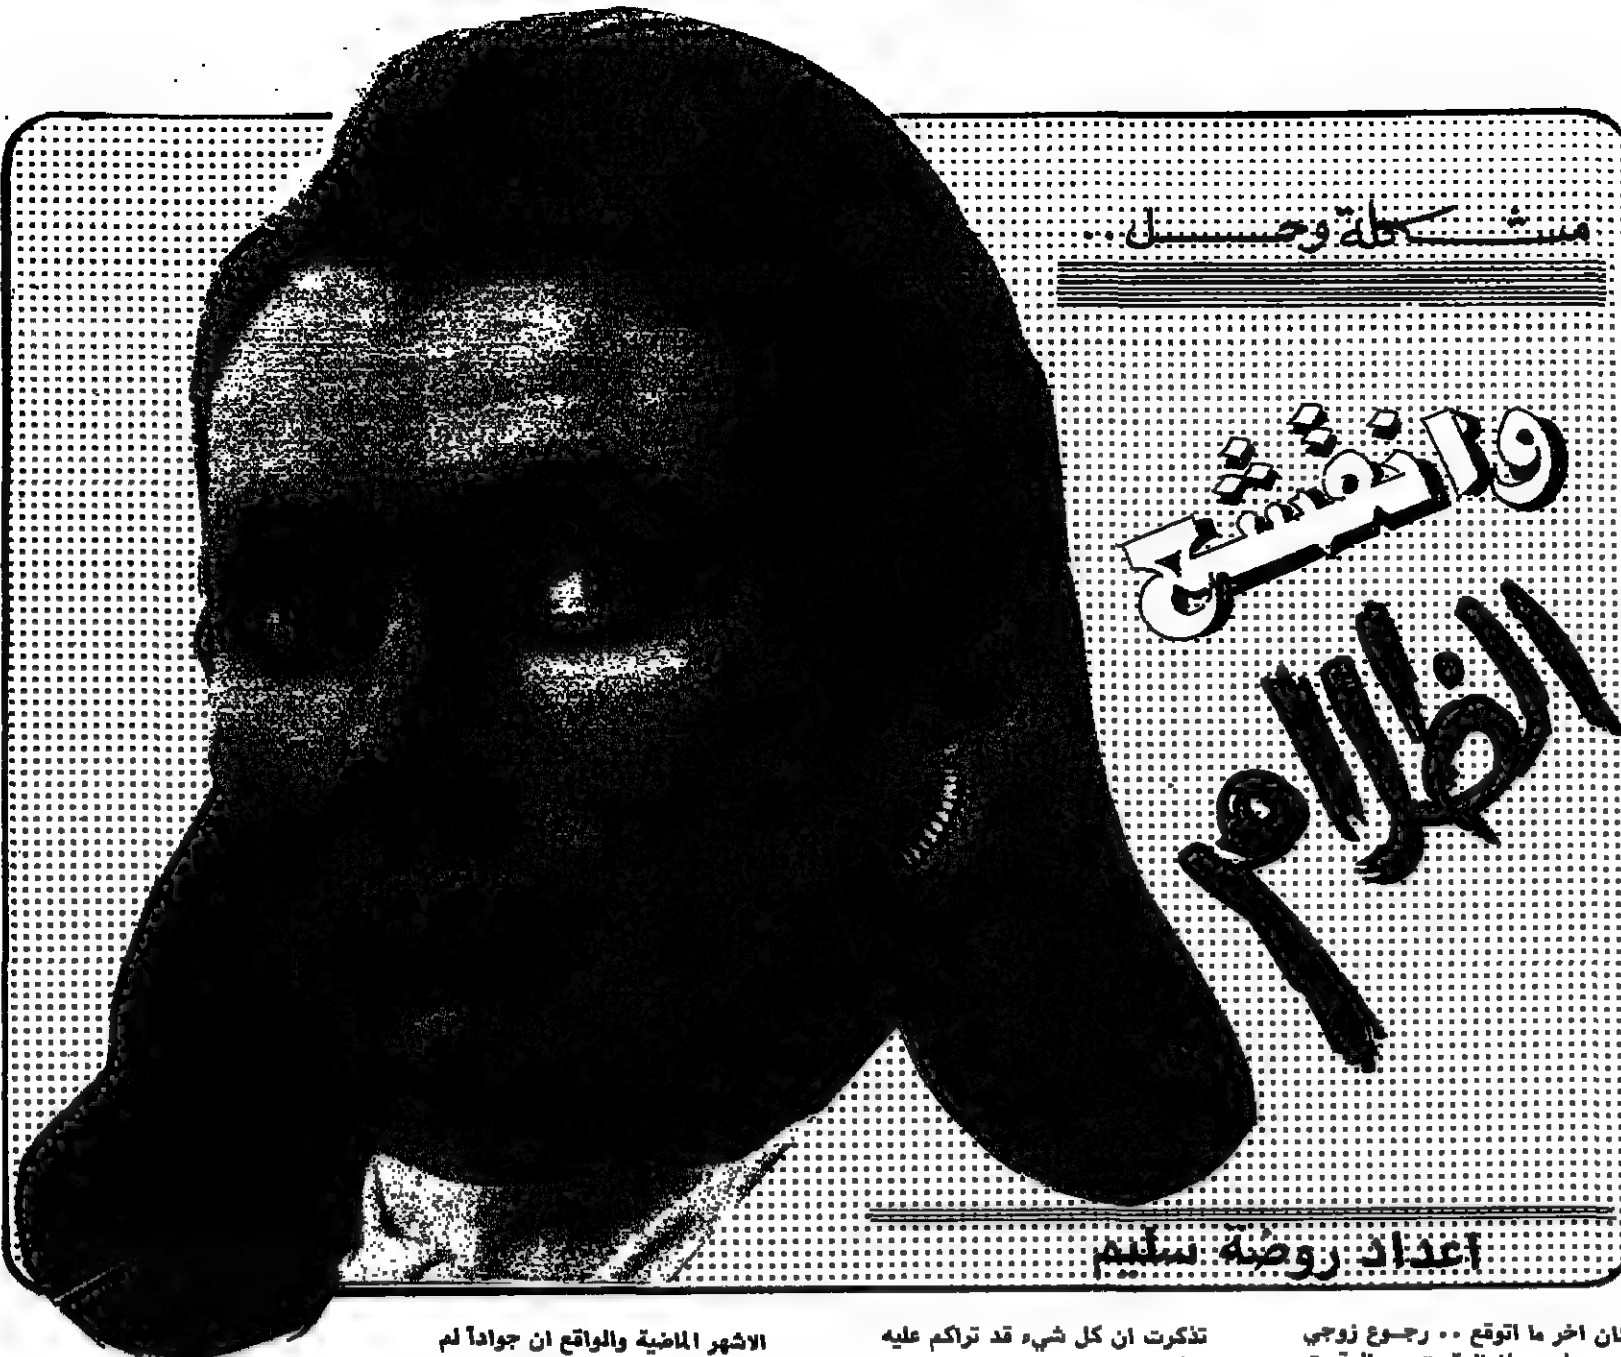 مشكلة وحل ..
وانقشع
الظلام
اعداد روضة سليم
ان اخر ما اتوقع .. رجوع زوجي
تذكرت ان كل شيء قد تراكم عليه
الاشهر الماضية والواقع ان جواداً لم